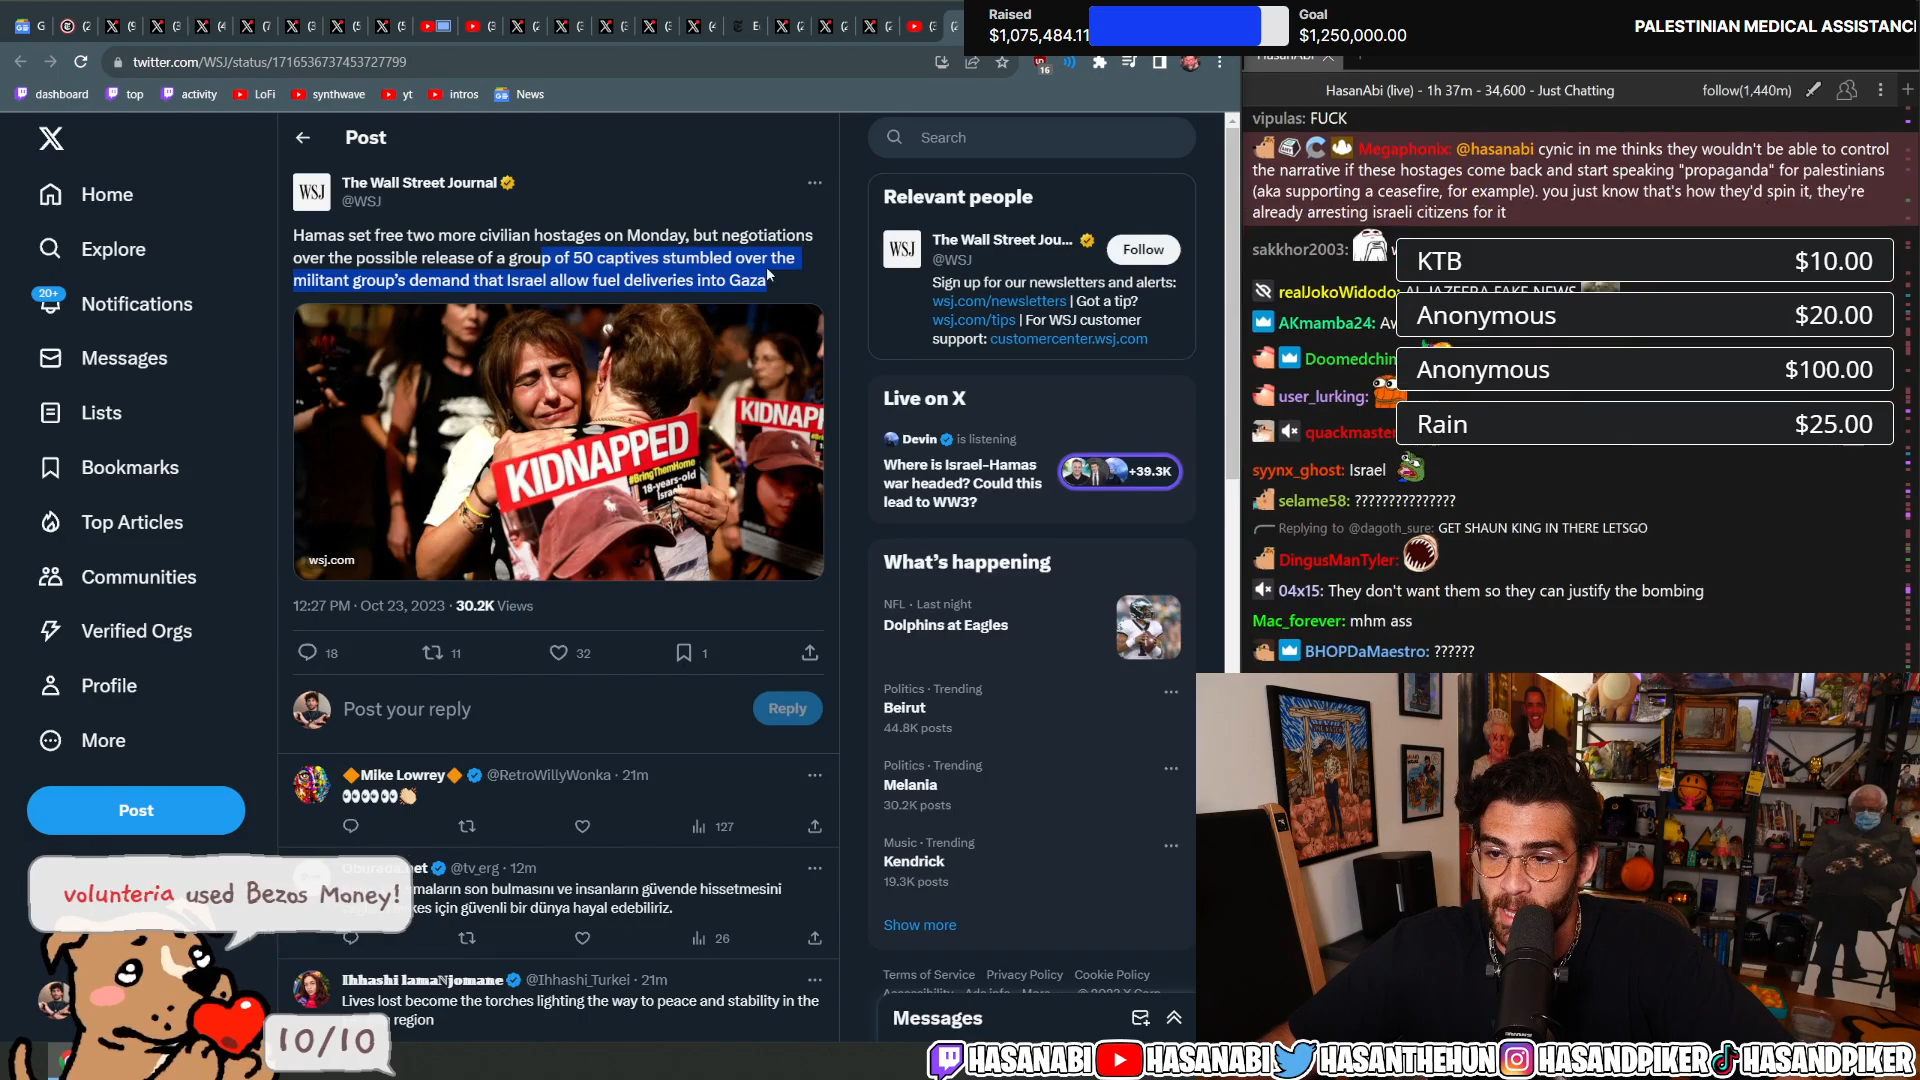 Raised
$1,075,484.11
Goal
$1,250,000.00
PALESTINIAN MEDICAL ASSISTANC
twitter.com/WSJ/status/1716536737453727799
16
dashboard
top
activity
LoFi
synthwave
yt
intros
News
Home
Explore
20+
Notifications
Messages
Lists
Bookmarks
Top Articles
Communities
Verified Orgs
Profile
More
Post
Post
WSJ
The Wall Street Journal
@WSJ
Hamas set free two more civilian hostages on Monday, but negotiations
over the possible release of a group of 50 captives stumbled over the
militant group's demand that Israel allow fuel deliveries into Gaza
KIDNAPPED
#BringThemHome
18-years-old
KIDNAPP
wsj.com
12:27 PM · Oct 23, 2023 · 30.2K Views
18
11
32
1
Post your reply
Reply
Mike Lowrey @RetroWillyWonka · 21m
127
@tv_erg · 12m
maların son bulmasını ve insanların güvende hissetmesini
kes için güvenli bir dünya hayal edebiliriz.
26
Ihhashi lamaNjomane @Ihhashi_Turkei · 21m
Lives lost become the torches lighting the way to peace and stability in the
region
Search
Relevant people
WSJ
The Wall Street Jou...
@WSJ
Follow
Sign up for our newsletters and alerts:
wsj.com/newsletters | Got a tip?
wsj.com/tips | For WSJ customer
support: customercenter.wsj.com
Live on X
Devin is listening
Where is Israel–Hamas
war headed? Could this
lead to WW3?
+39.3K
What's happening
NFL · Last night
Dolphins at Eagles
Politics · Trending
Beirut
44.8K posts
Politics · Trending
Melania
30.2K posts
Music · Trending
Kendrick
19.3K posts
Show more
Terms of Service Privacy Policy Cookie Policy
Messages
HasanAbi
HasanAbi (live) - 1h 37m - 34,600 - Just Chatting
follow(1,440m)
vipulas: FUCK
Megaphonix: @hasanabi cynic in me thinks they wouldn't be able to control
the narrative if these hostages come back and start speaking "propaganda" for palestinians
(aka supporting a ceasefire, for example). you just know that's how they'd spin it, they're
already arresting israeli citizens for it
sakkhor2003:
realJokoWidodo: AL JAZEERA FAKE NEWS
AKmamba24:
Doomedchin
user_lurking:
quackmaster
syynx_ghost: Israel
selame58: ???????????????
Replying to @dagoth_sure: GET SHAUN KING IN THERE LETSGO
DingusManTyler:
04x15: They don't want them so they can justify the bombing
Mac_forever: mhm ass
BHOPDaMaestro: ??????
KTB $10.00
Anonymous $20.00
Anonymous $100.00
Rain $25.00
volunteria used Bezos Money!
10/10
HASANABI HASANABI HASANTHEHUN HASANDPIKER HASANDPIKER